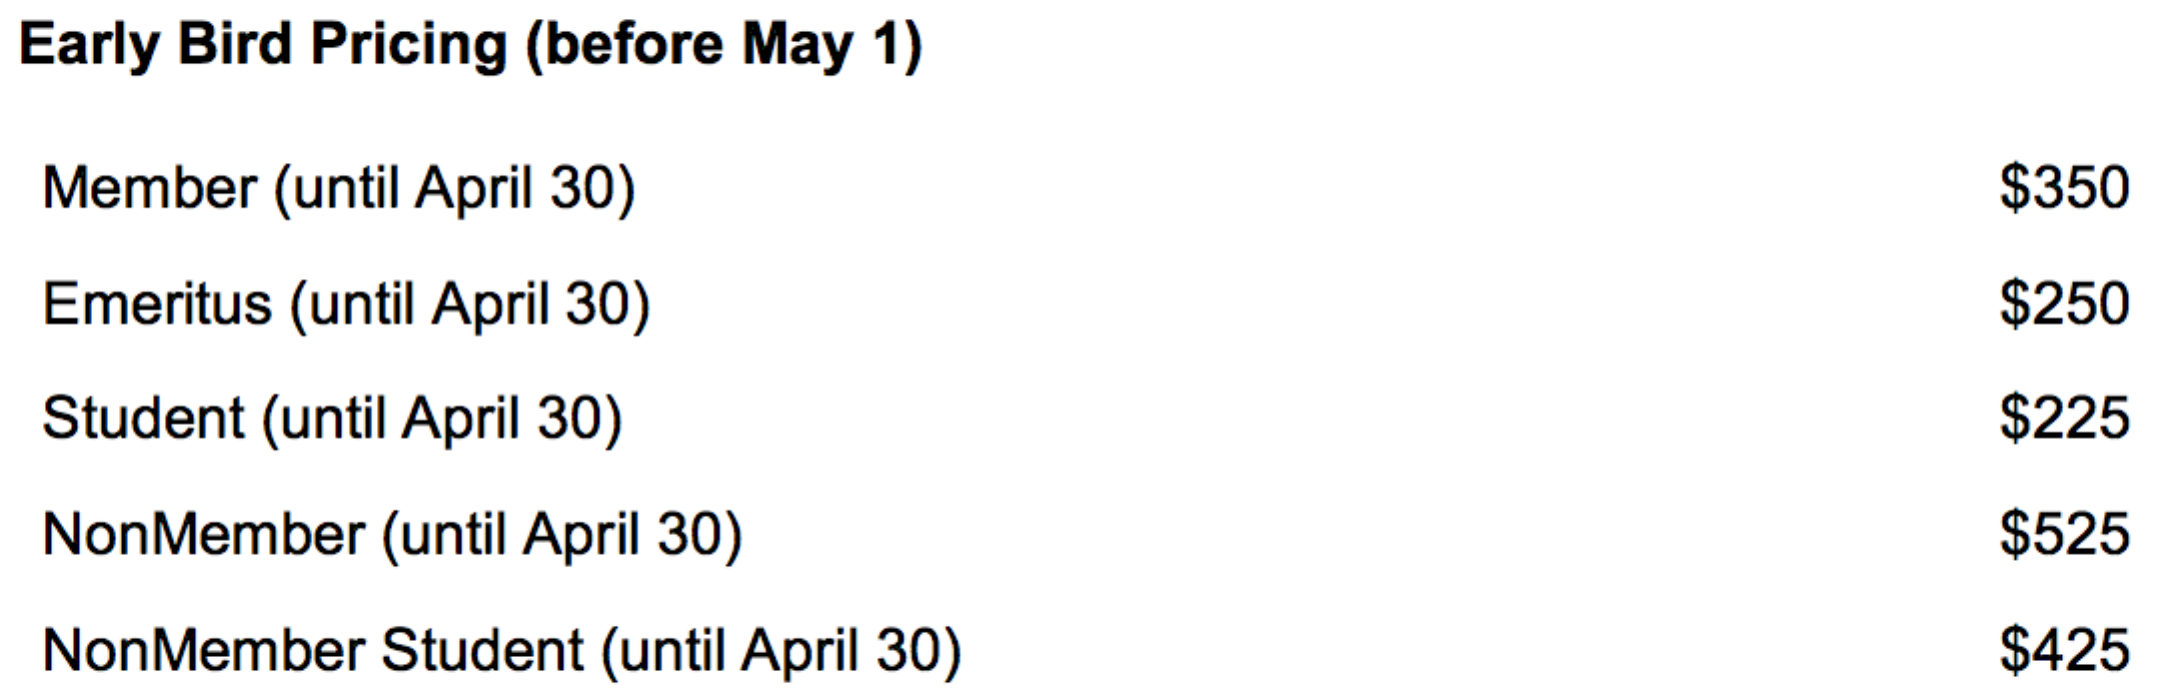 Early Bird Pricing (before May 1)
Member (until April 30) $350
Emeritus (until April 30) $250
Student (until April 30) $225
NonMember (until April 30) $525
NonMember Student (until April 30) $425